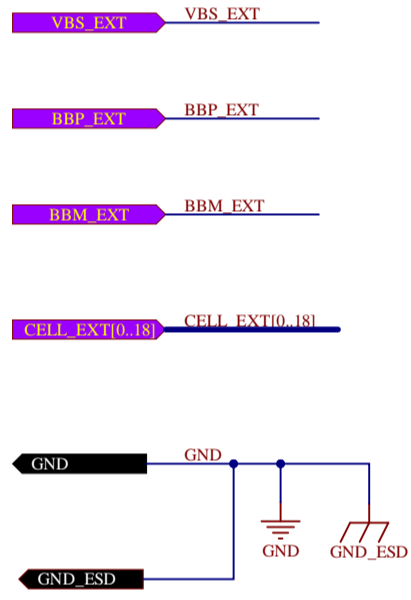 VBS_EXT VBS_EXT
BBP_EXT BBP_EXT
BBM_EXT BBM_EXT
CELL_EXT[0..18] CELL_EXT[0..18]
GND GND
GND GND_ESD
GND_ESD